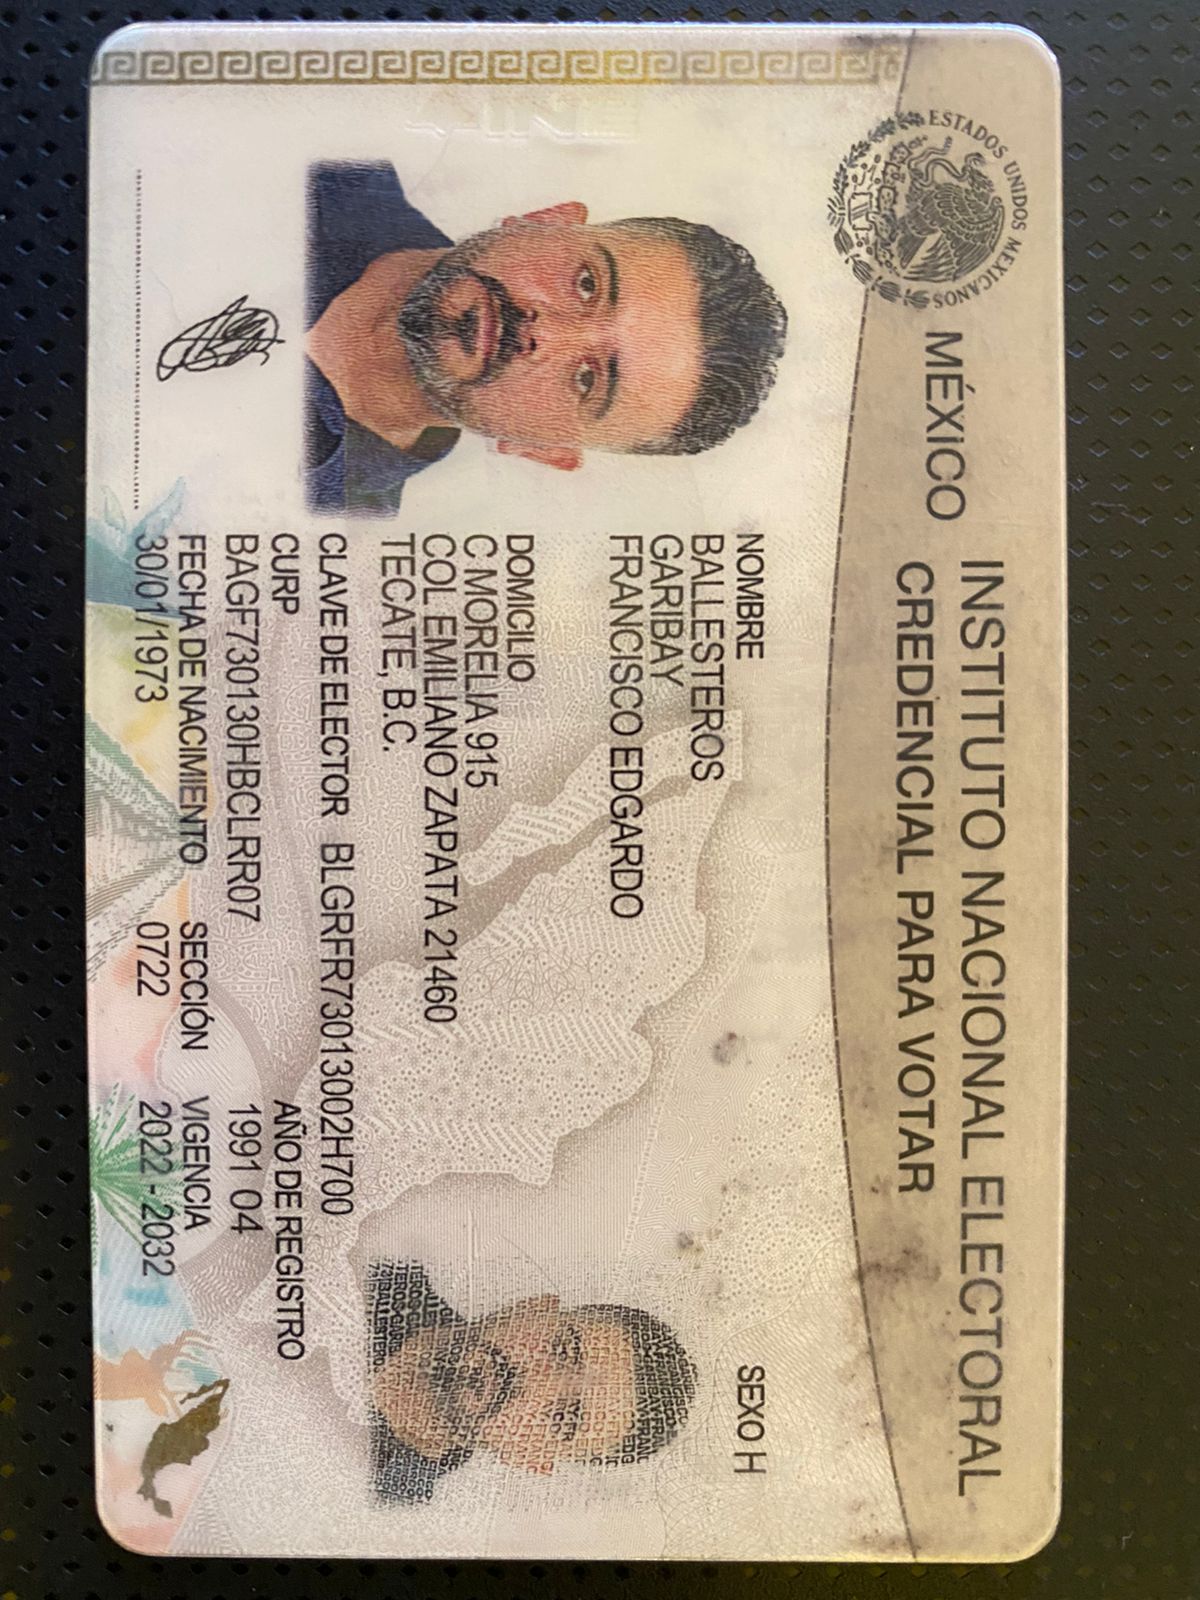 ESTADOS UNIDOS MEXICANOS
MÉXICO
INSTITUTO NACIONAL ELECTORAL
CREDENCIAL PARA VOTAR
NOMBRE
BALLESTEROS
GARIBAY
FRANCISCO EDGARDO
SEXO H
DOMICILIO
C MORELIA 915
COL EMILIANO ZAPATA 21460
TECATE, B.C.
CLAVE DE ELECTOR BLGRFR73013002H700
CURP
BAGF730130HBCLRR07
AÑO DE REGISTRO
1991 04
FECHA DE NACIMIENTO
30/01/1973
SECCIÓN
0722
VIGENCIA
2022 - 2032